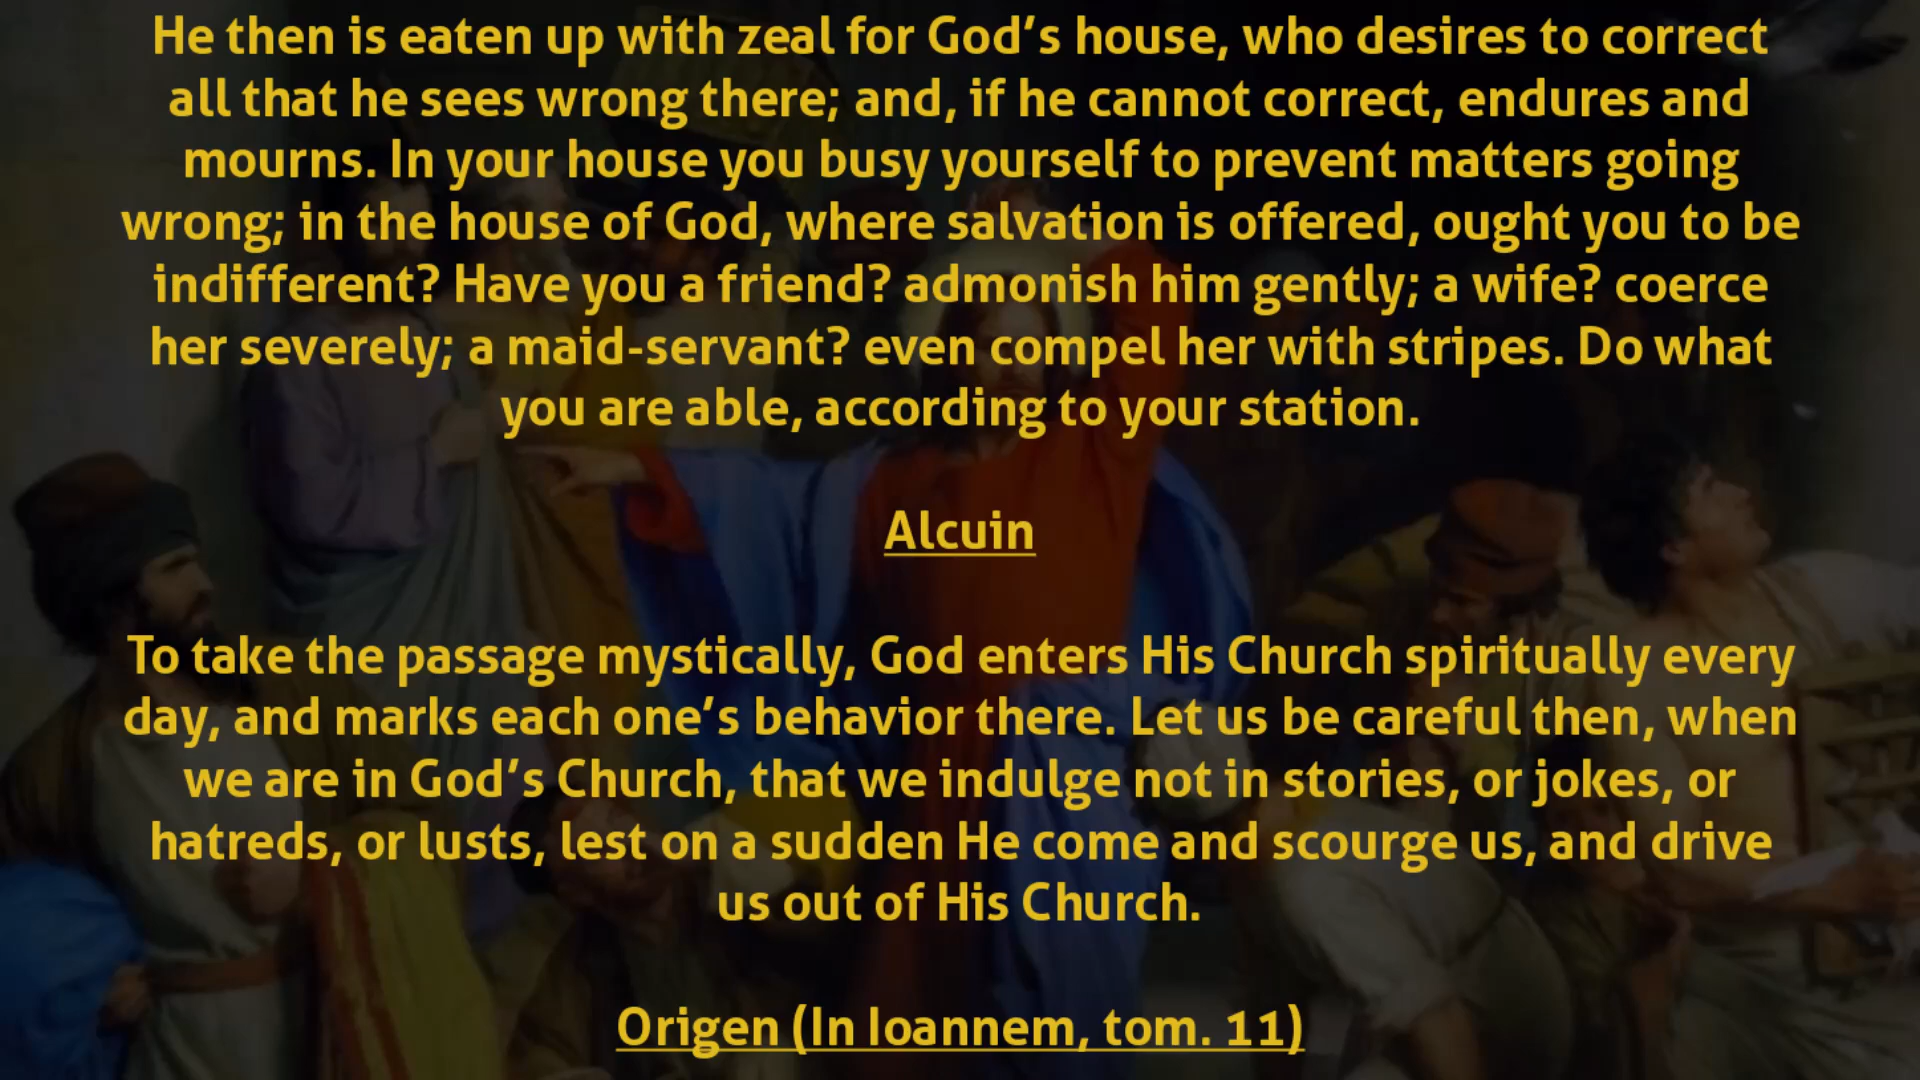 He then is eaten up with zeal for God’s house, who desires to correct
all that he sees wrong there; and, if he cannot correct, endures and
mourns. In your house you busy yourself to prevent matters going
wrong; in the house of God, where salvation is offered, ought you to be
indifferent? Have you a friend? admonish him gently; a wife? coerce
her severely; a maid-servant? even compel her with stripes. Do what
you are able, according to your station.
Alcuin
To take the passage mystically, God enters His Church spiritually every
day, and marks each one’s behavior there. Let us be careful then, when
we are in God’s Church, that we indulge not in stories, or jokes, or
hatreds, or lusts, lest on a sudden He come and scourge us, and drive
us out of His Church.
Origen (In Ioannem, tom. 11)